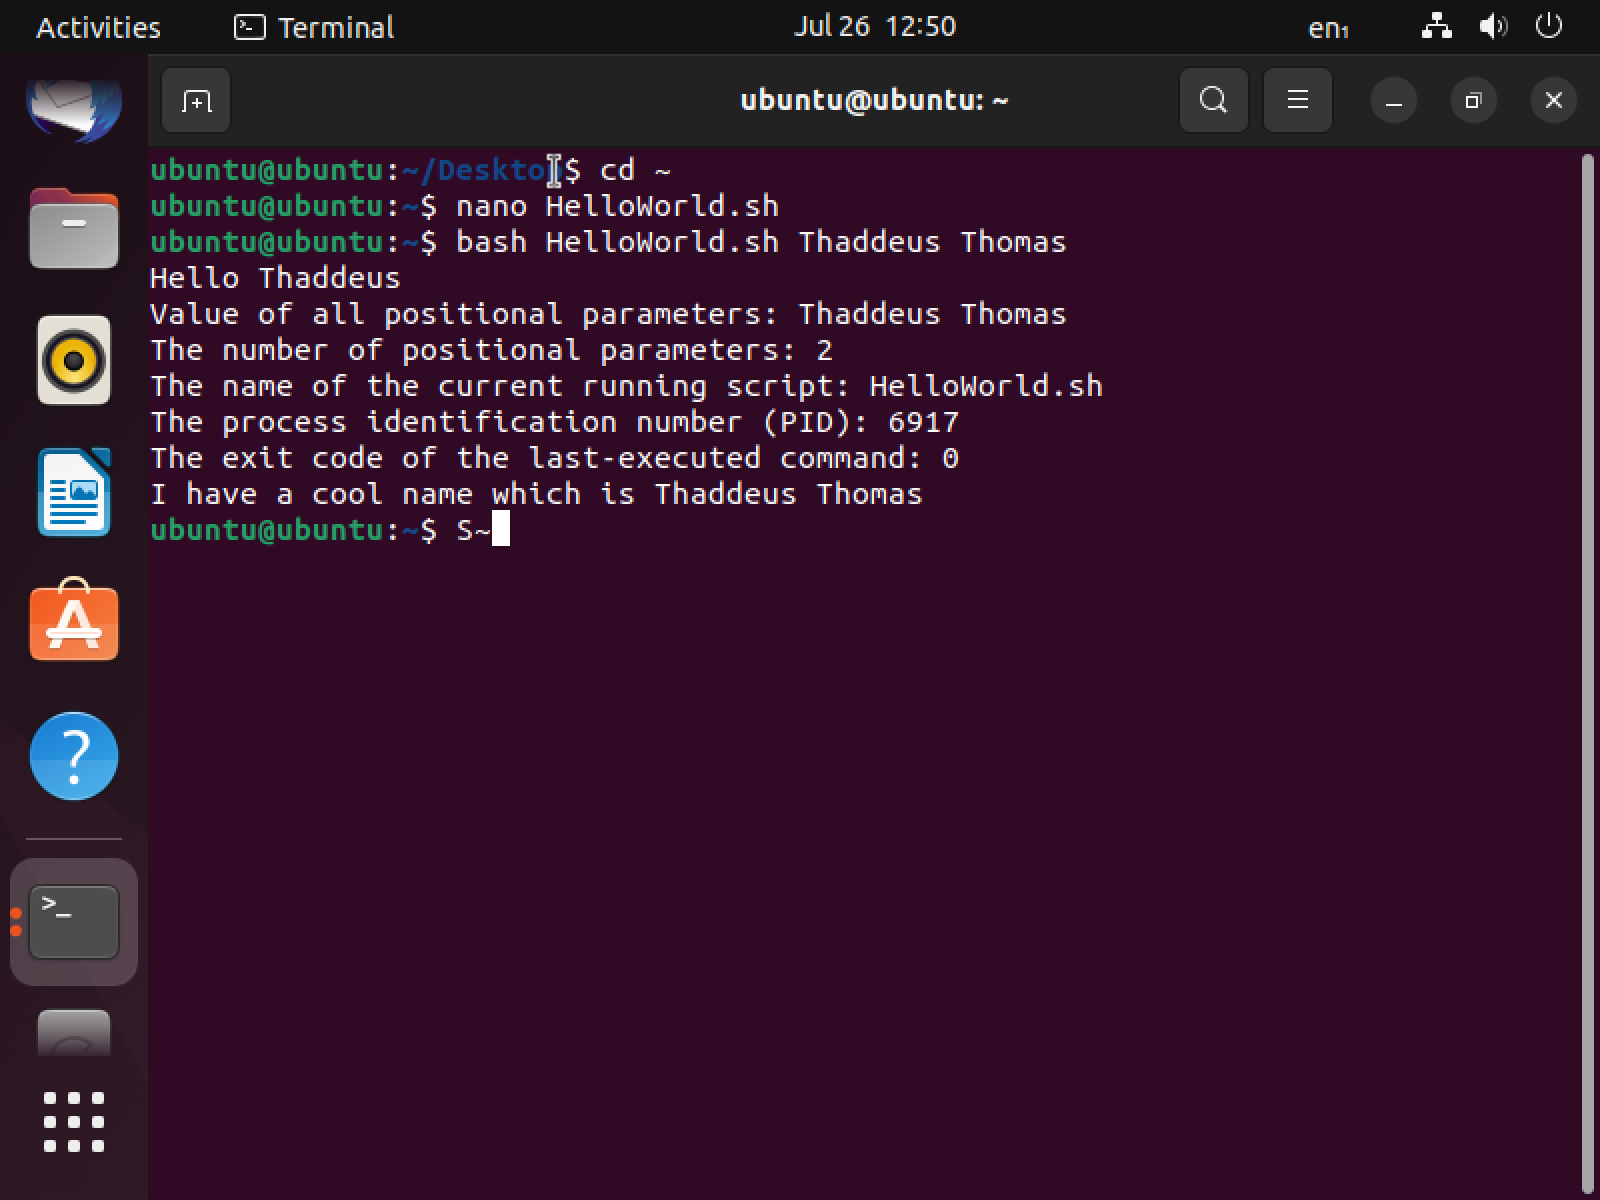 Activities Terminal Jul 26 12:50 en1
ubuntu@ubuntu: ~
ubuntu@ubuntu:~/Desktop$ cd ~
ubuntu@ubuntu:~$ nano HelloWorld.sh
ubuntu@ubuntu:~$ bash HelloWorld.sh Thaddeus Thomas
Hello Thaddeus
Value of all positional parameters: Thaddeus Thomas
The number of positional parameters: 2
The name of the current running script: HelloWorld.sh
The process identification number (PID): 6917
The exit code of the last-executed command: 0
I have a cool name which is Thaddeus Thomas
ubuntu@ubuntu:~$ S~